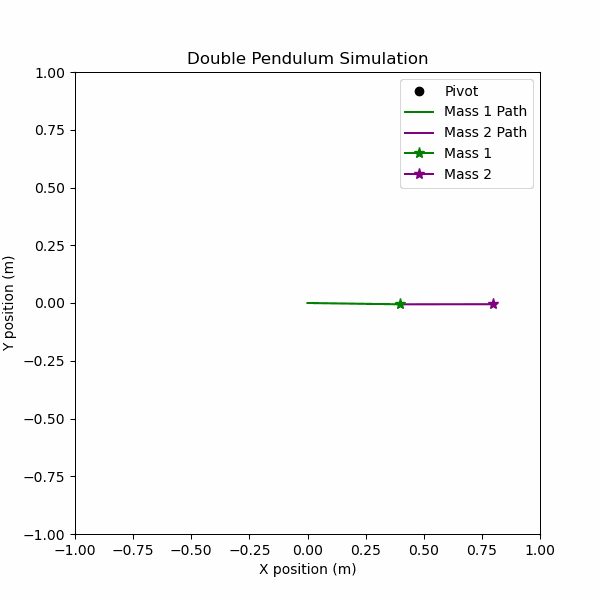 Double Pendulum Simulation
1.00
0.75
0.50
0.25
0.00
−0.25
−0.50
−0.75
−1.00
Y position (m)
Pivot
Mass 1 Path
Mass 2 Path
Mass 1
Mass 2
−1.00 −0.75 −0.50 −0.25 0.00 0.25 0.50 0.75 1.00
X position (m)